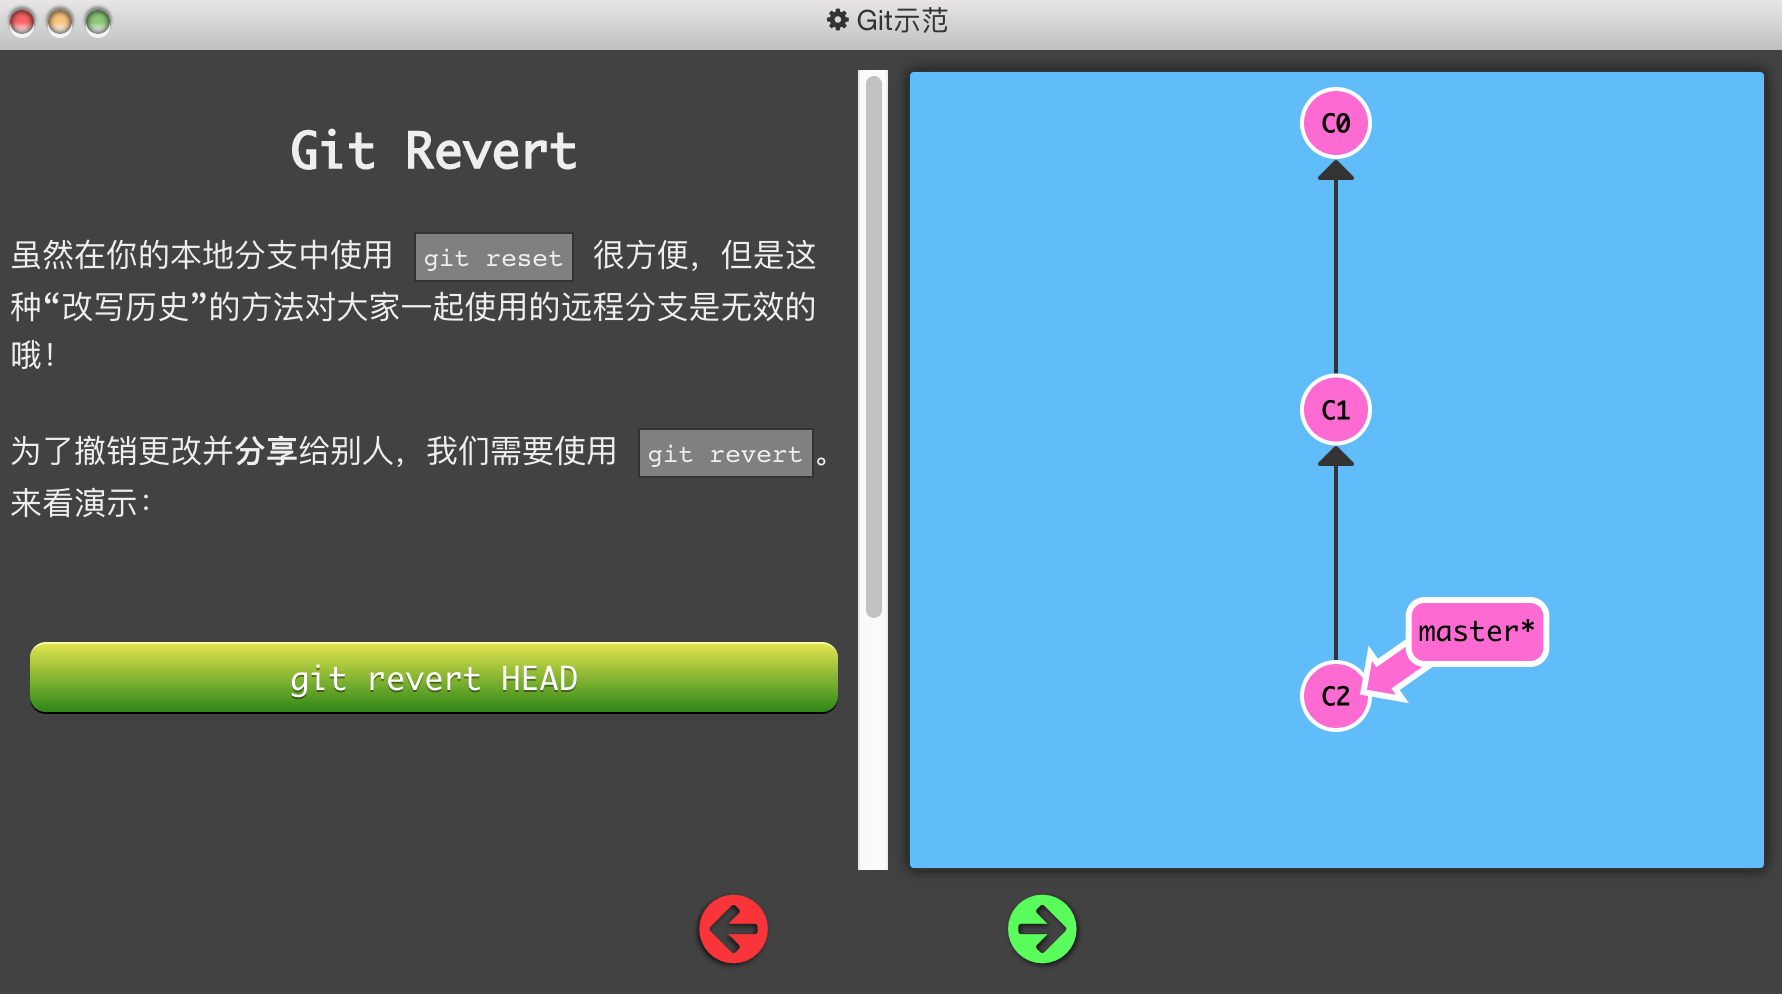 Git示范
Git Revert
虽然在你的本地分支中使用 git reset 很方便，但是这
种“改写历史”的方法对大家一起使用的远程分支是无效的
哦！
为了撤销更改并分享给别人，我们需要使用 git revert。
来看演示：
git revert HEAD
C0
C1
master*
C2